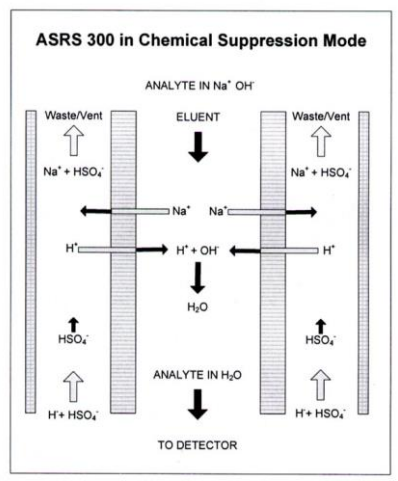 ASRS 300 in Chemical Suppression Mode
ANALYTE IN Na⁺ OH⁻
Waste/Vent ELUENT Waste/Vent
Na⁺ + HSO₄⁻ Na⁺ + HSO₄⁻
Na⁺ Na⁺
H⁺ H⁺ + OH⁻ H⁺
H₂O
HSO₄⁻ HSO₄⁻
ANALYTE IN H₂O
H⁺+ HSO₄⁻ H⁺+ HSO₄⁻
TO DETECTOR